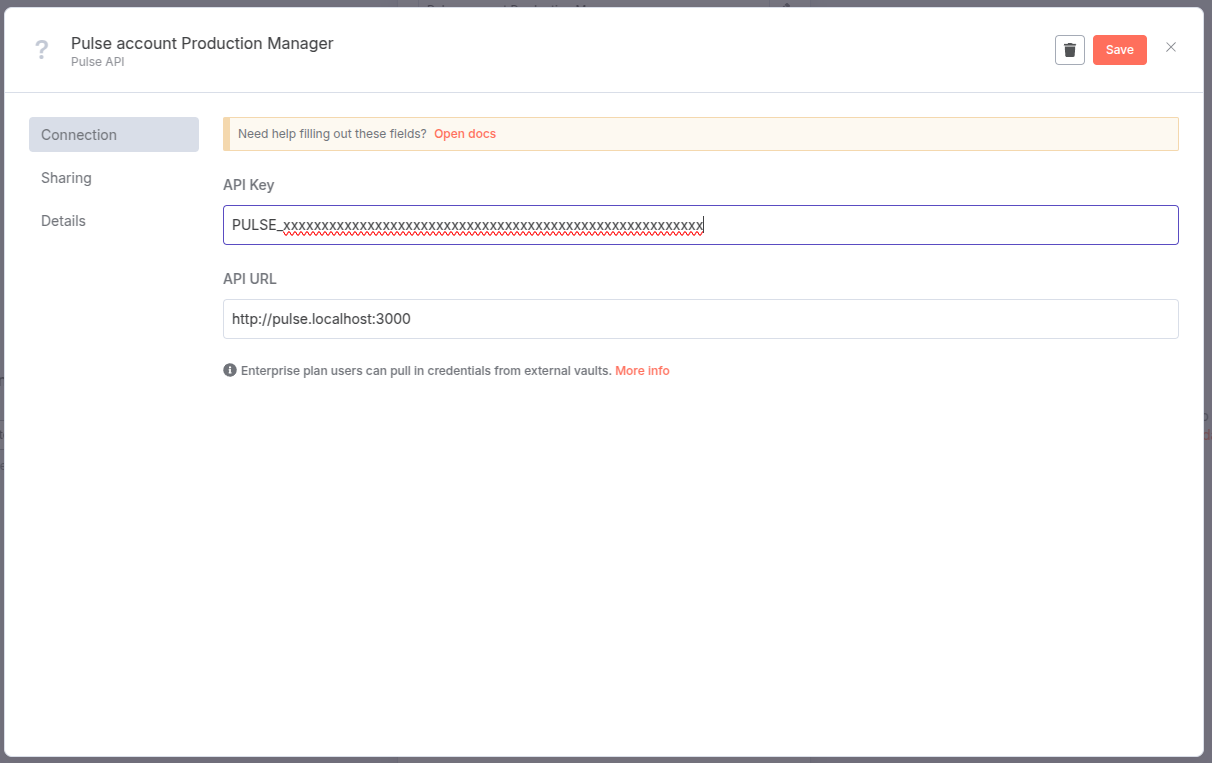 Pulse account Production Manager
Pulse API
Save
Connection
Sharing
Details
Need help filling out these fields? Open docs
API Key
PULSE_xxxxxxxxxxxxxxxxxxxxxxxxxxxxxxxxxxxxxxxxxxxxxxxxxxxxxxxx
API URL
http://pulse.localhost:3000
Enterprise plan users can pull in credentials from external vaults. More info